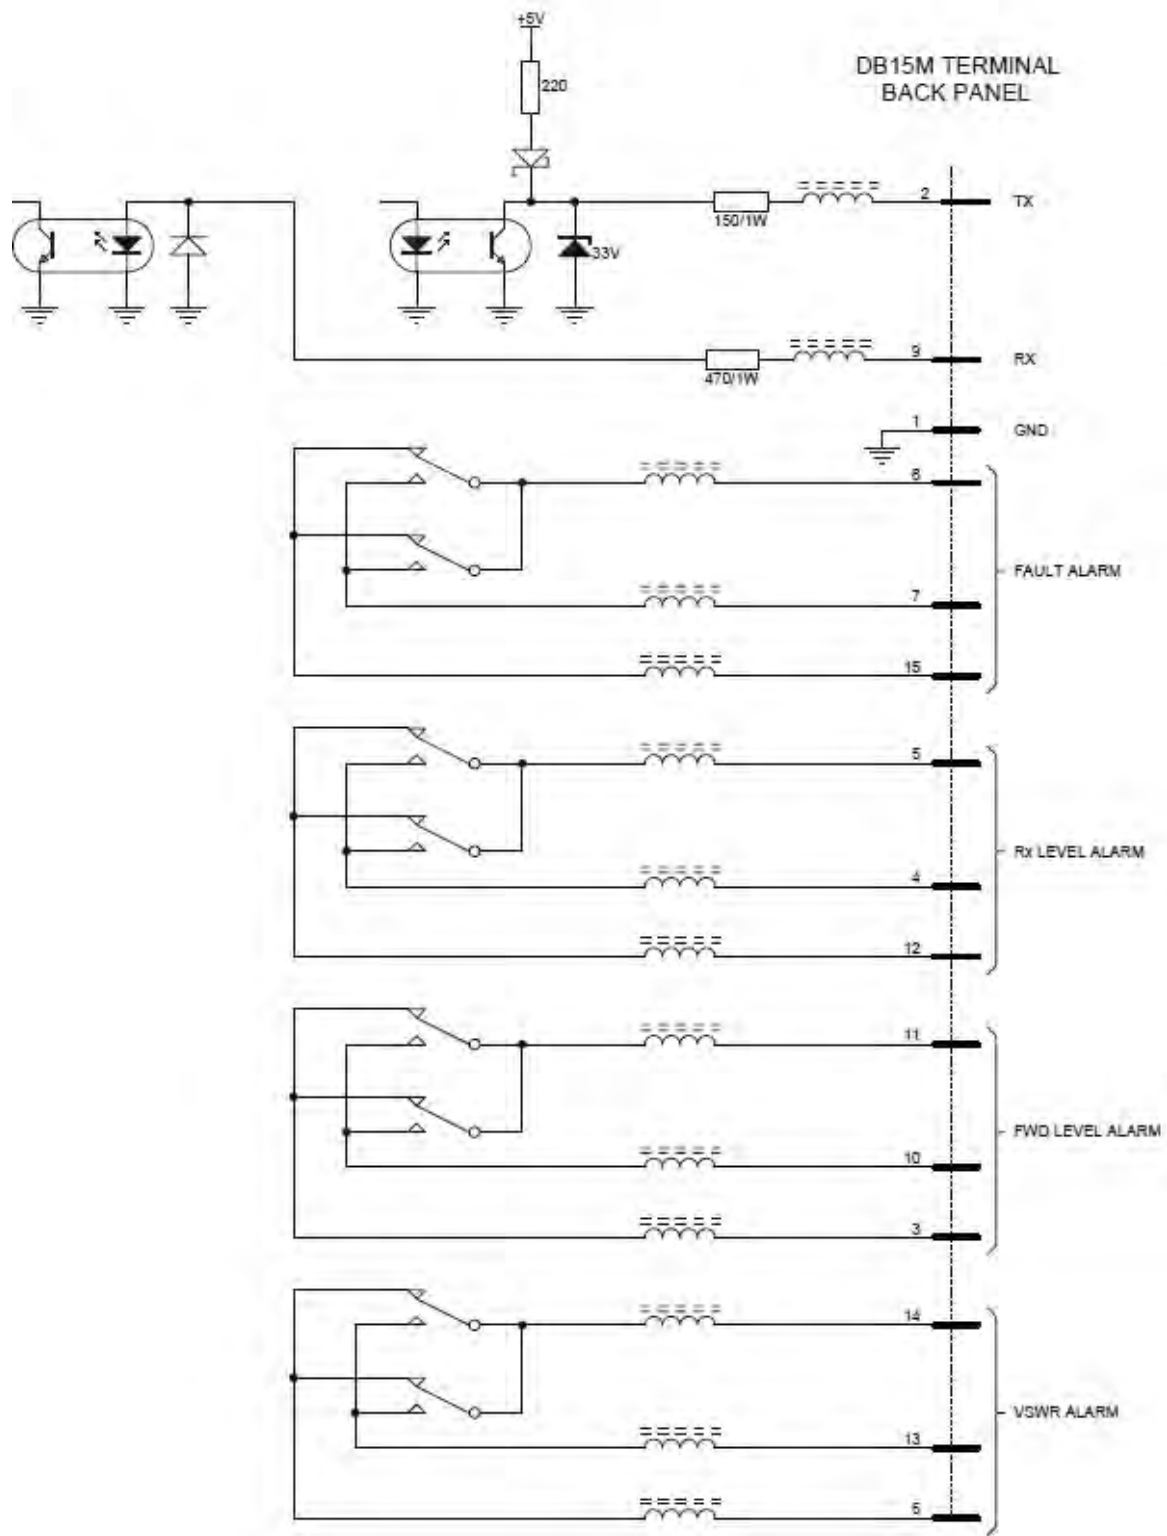 +5V
DB15M TERMINAL
BACK PANEL
220
2
TX
150/1W
33V
9
RX
470/1W
1
GND
8
FAULT ALARM
7
15
5
Rx LEVEL ALARM
4
12
11
FWD LEVEL ALARM
10
3
14
VSWR ALARM
13
6